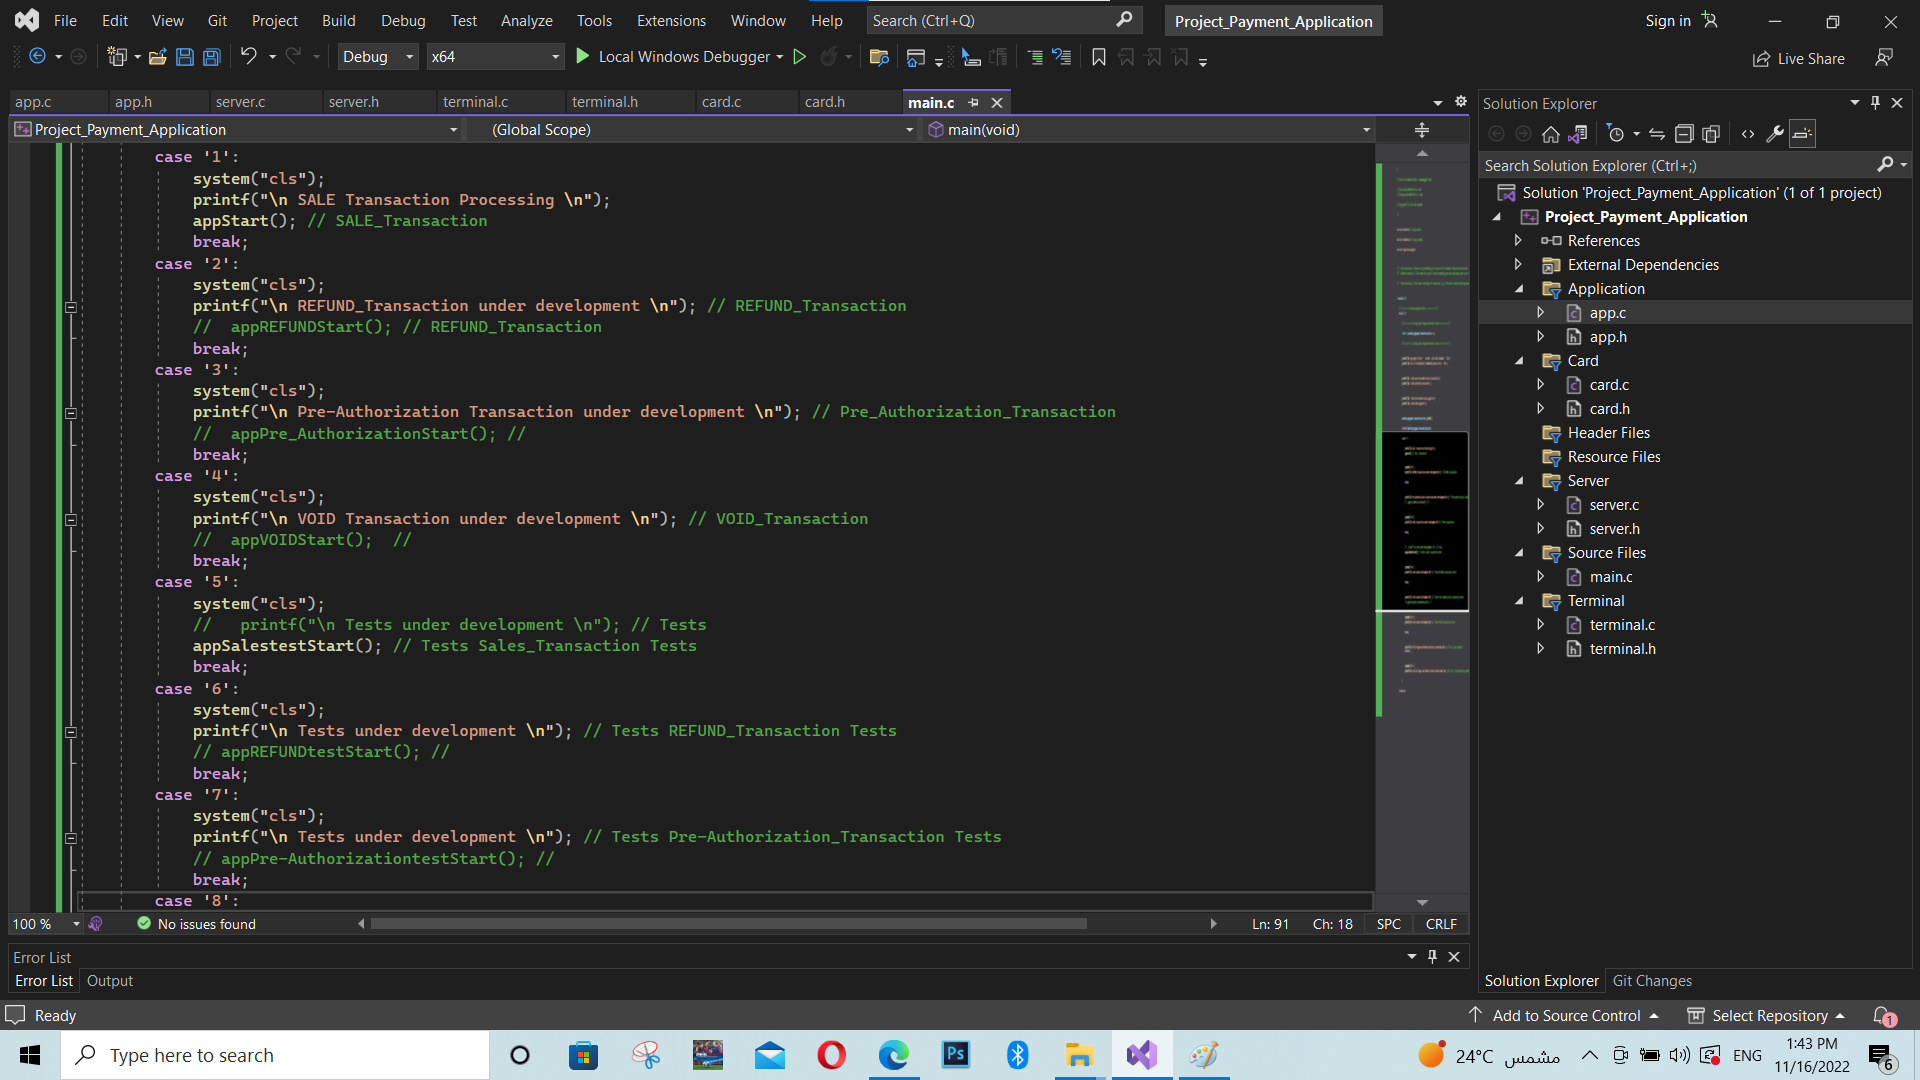 File Edit View Git Project Build Debug Test Analyze Tools Extensions Window Help Search (Ctrl+Q) Project_Payment_Application Sign in
Debug x64 Local Windows Debugger Live Share
app.c app.h server.c server.h terminal.c terminal.h card.c card.h main.c
Project_Payment_Application (Global Scope) main(void)
case '1':
system("cls");
printf("\n SALE Transaction Processing \n");
appStart(); // SALE_Transaction
break;
case '2':
system("cls");
printf("\n REFUND_Transaction under development \n"); // REFUND_Transaction
//  appREFUNDStart(); // REFUND_Transaction
break;
case '3':
system("cls");
printf("\n Pre-Authorization Transaction under development \n"); // Pre_Authorization_Transaction
//  appPre_AuthorizationStart(); //
break;
case '4':
system("cls");
printf("\n VOID Transaction under development \n"); // VOID_Transaction
//  appVOIDStart();  //
break;
case '5':
system("cls");
//   printf("\n Tests under development \n"); // Tests
appSalestestStart(); // Tests Sales_Transaction Tests
break;
case '6':
system("cls");
printf("\n Tests under development \n"); // Tests REFUND_Transaction Tests
// appREFUNDtestStart(); //
break;
case '7':
system("cls");
printf("\n Tests under development \n"); // Tests Pre-Authorization_Transaction Tests
// appPre-AuthorizationtestStart(); //
break;
case '8':
100 % No issues found Ln: 91 Ch: 18 SPC CRLF
Error List
Error List Output
Solution Explorer
Search Solution Explorer (Ctrl+;)
Solution 'Project_Payment_Application' (1 of 1 project)
Project_Payment_Application
References
External Dependencies
Application
app.c
app.h
Card
card.c
card.h
Header Files
Resource Files
Server
server.c
server.h
Source Files
main.c
Terminal
terminal.c
terminal.h
Solution Explorer Git Changes
Ready Add to Source Control Select Repository 1
Type here to search Ps 24°C مشمس ENG 1:43 PM
11/16/2022 6